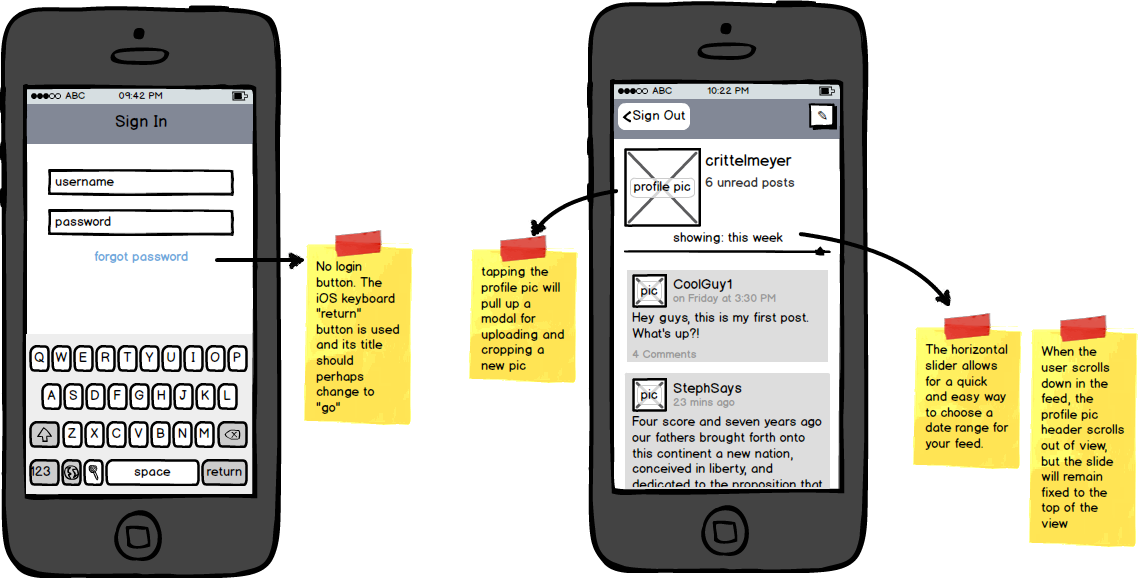 ABC 09:42 PM
Sign In
username
password
forgot password
Q W E R T Y U I O P
A S D F G H J K L
Z X C V B N M
123 space return
No login
button. The
iOS keyboard
"return"
button is used
and its title
should
perhaps
change to
"go"
ABC 10:22 PM
Sign Out
profile pic
crittelmeyer
6 unread posts
showing: this week
pic
CoolGuy1
on Friday at 3:30 PM
Hey guys, this is my first post.
What's up?!
4 Comments
pic
StephSays
23 mins ago
Four score and seven years ago
our fathers brought forth onto
this continent a new nation,
conceived in liberty, and
dedicated to the proposition that
tapping the
profile pic will
pull up a
modal for
uploading and
cropping a
new pic
The horizontal
slider allows
for a quick
and easy way
to choose a
date range for
your feed.
When the
user scrolls
down in the
feed, the
profile pic
header scrolls
out of view,
but the slide
will remain
fixed to the
top of the
view